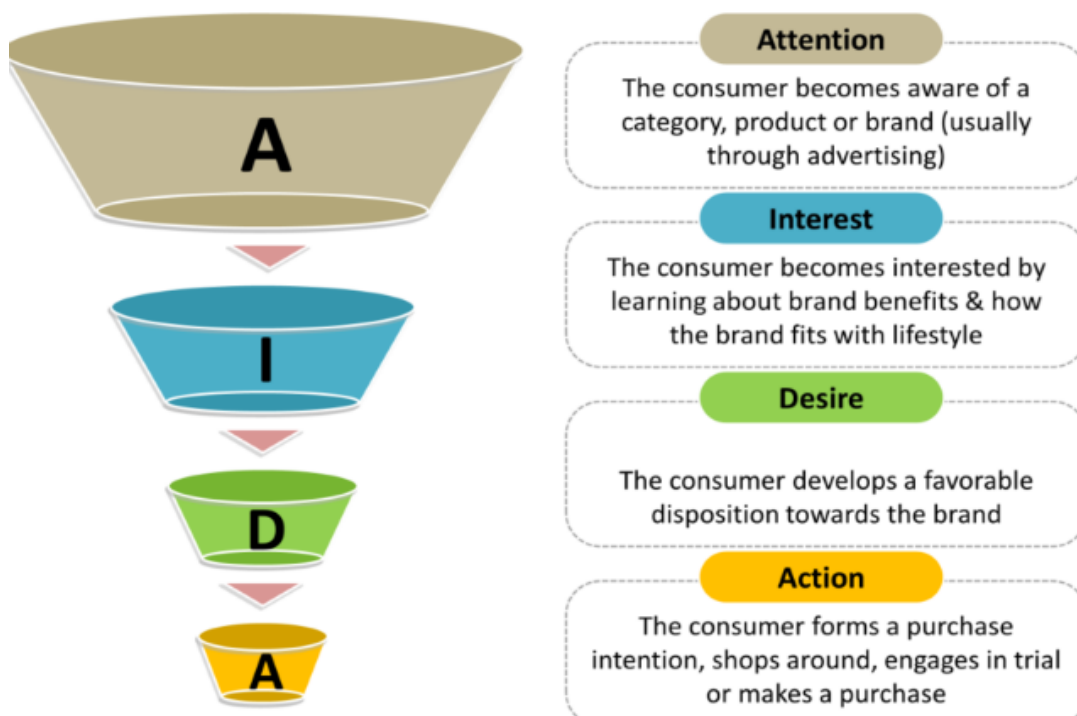 A
Attention
The consumer becomes aware of a
category, product or brand (usually
through advertising)
I
Interest
The consumer becomes interested by
learning about brand benefits & how
the brand fits with lifestyle
D
Desire
The consumer develops a favorable
disposition towards the brand
A
Action
The consumer forms a purchase
intention, shops around, engages in trial
or makes a purchase